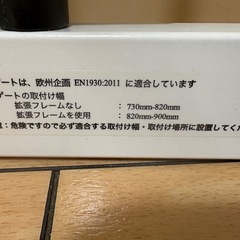 ートは、欧州企画 EN1930:2011 に適合しています
ゲートの取付け幅
拡張フレームなし : 730mm-820mm
拡張フレームを使用 : 820mm-900mm
意：危険ですので必ず適合する取付け幅・取付け場所に設置してくだ